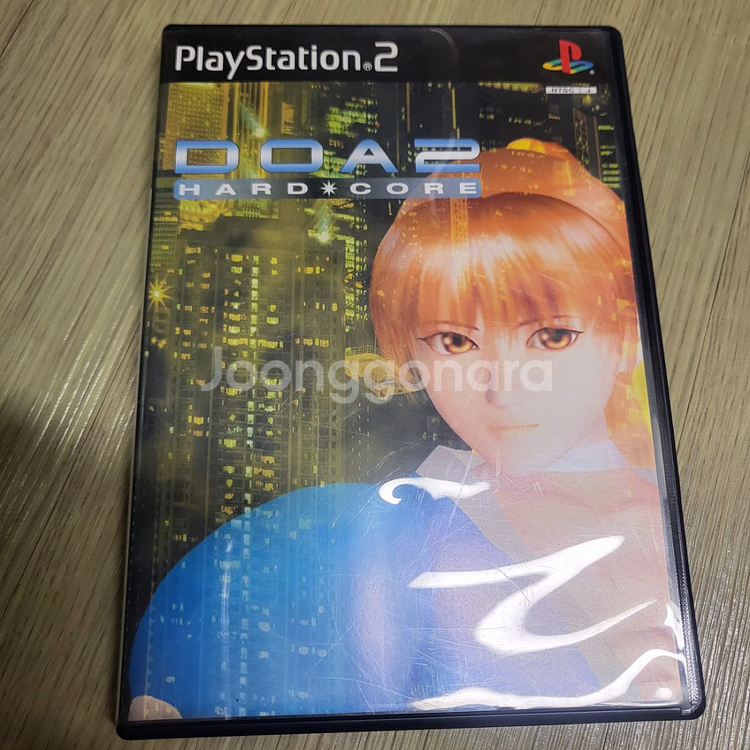 PlayStation®2
NTSC J
DOA2
HARD*CORE
Joonggonara